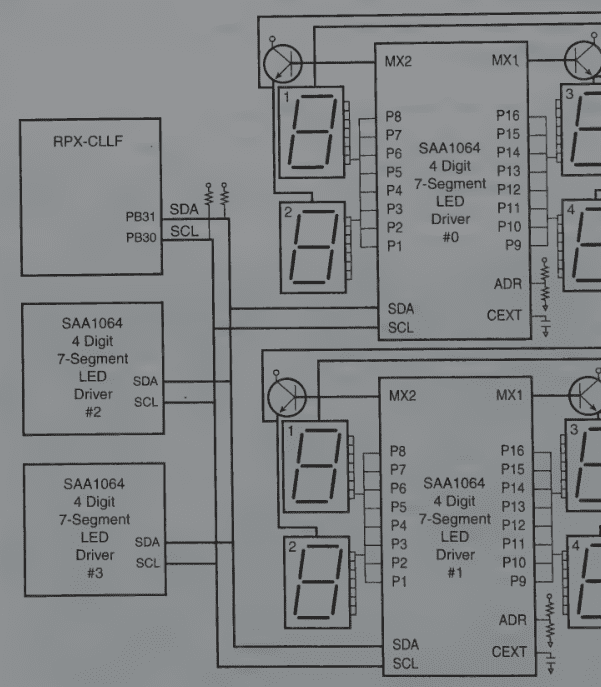 RPX-CLLF
PB31
SDA
PB30
SCL
SAA1064
4 Digit
7-Segment
LED
Driver
#2
SDA
SCL
SAA1064
4 Digit
7-Segment
LED
Driver
#3
SDA
SCL
MX2
MX1
1
2
3
4
P8
P7
P6
P5
P4
P3
P2
P1
SAA1064
4 Digit
7-Segment
LED
Driver
#0
P16
P15
P14
P13
P12
P11
P10
P9
ADR
CEXT
SDA
SCL
MX2
MX1
1
2
3
4
P8
P7
P6
P5
P4
P3
P2
P1
SAA1064
4 Digit
7-Segment
LED
Driver
#1
P16
P15
P14
P13
P12
P11
P10
P9
ADR
CEXT
SDA
SCL